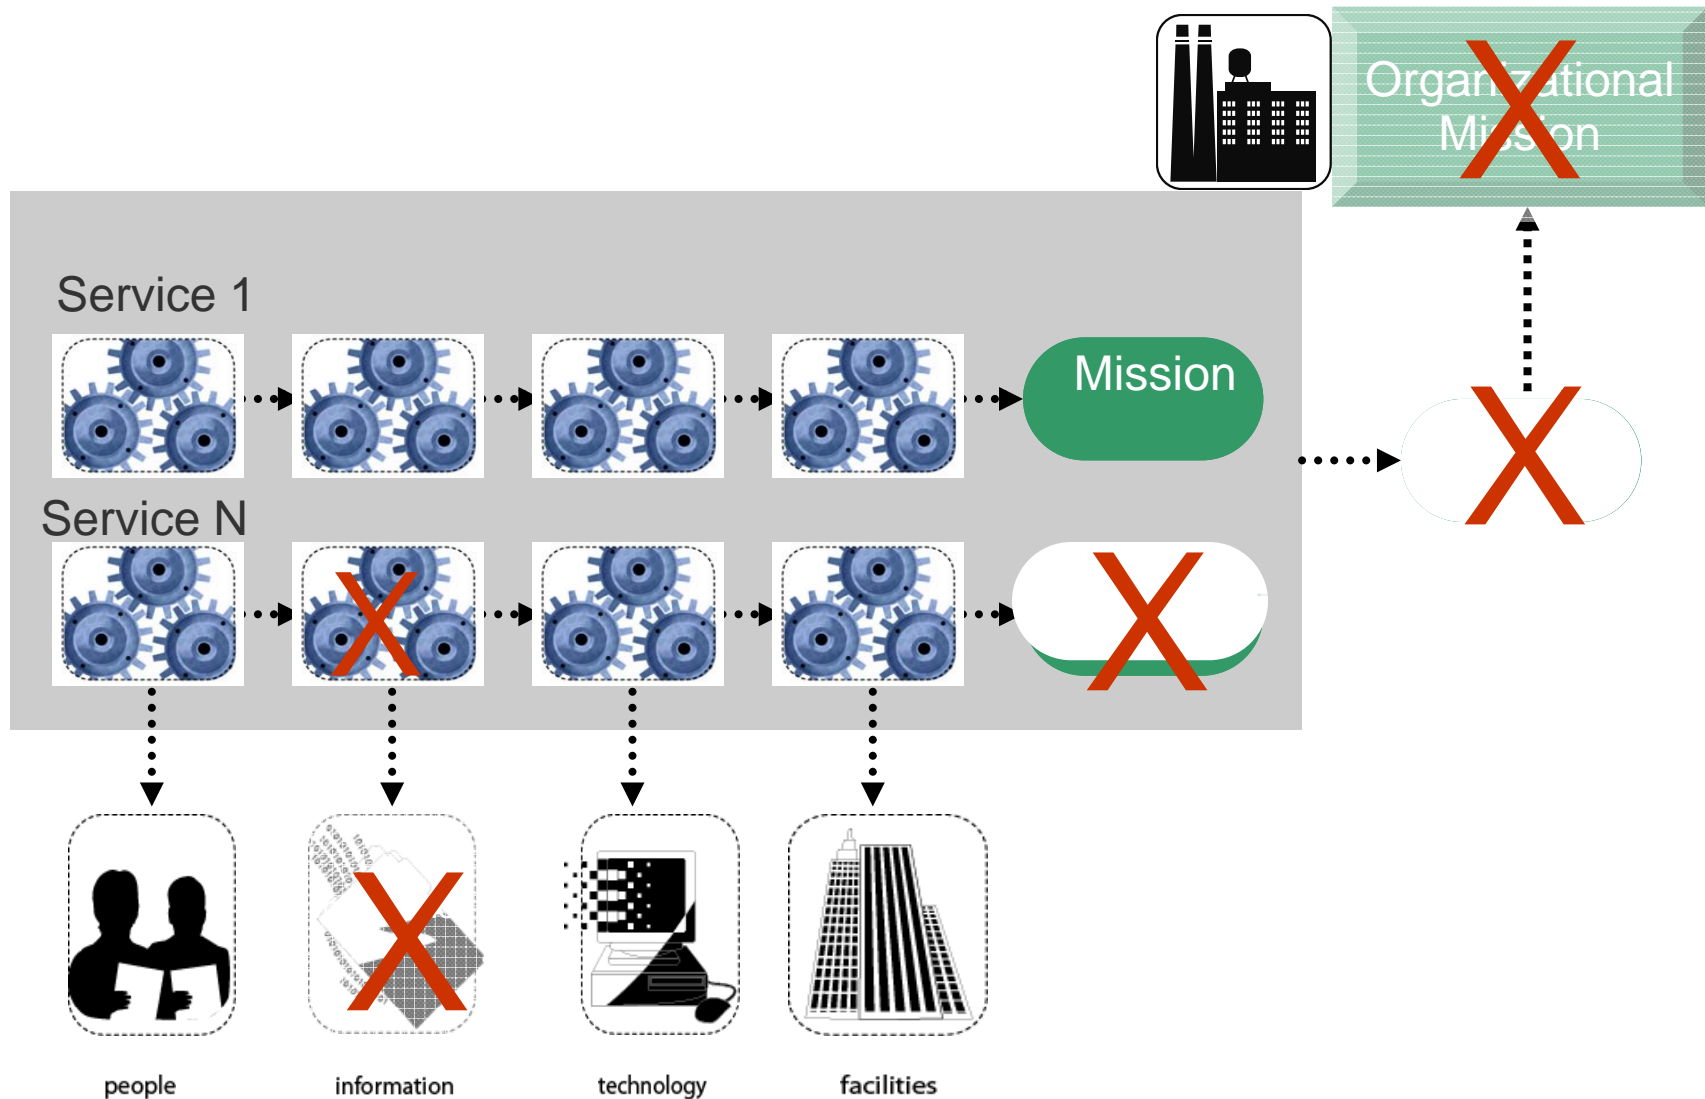 Organizational
Mission
Service 1
Mission
Service N
people
information
technology
facilities